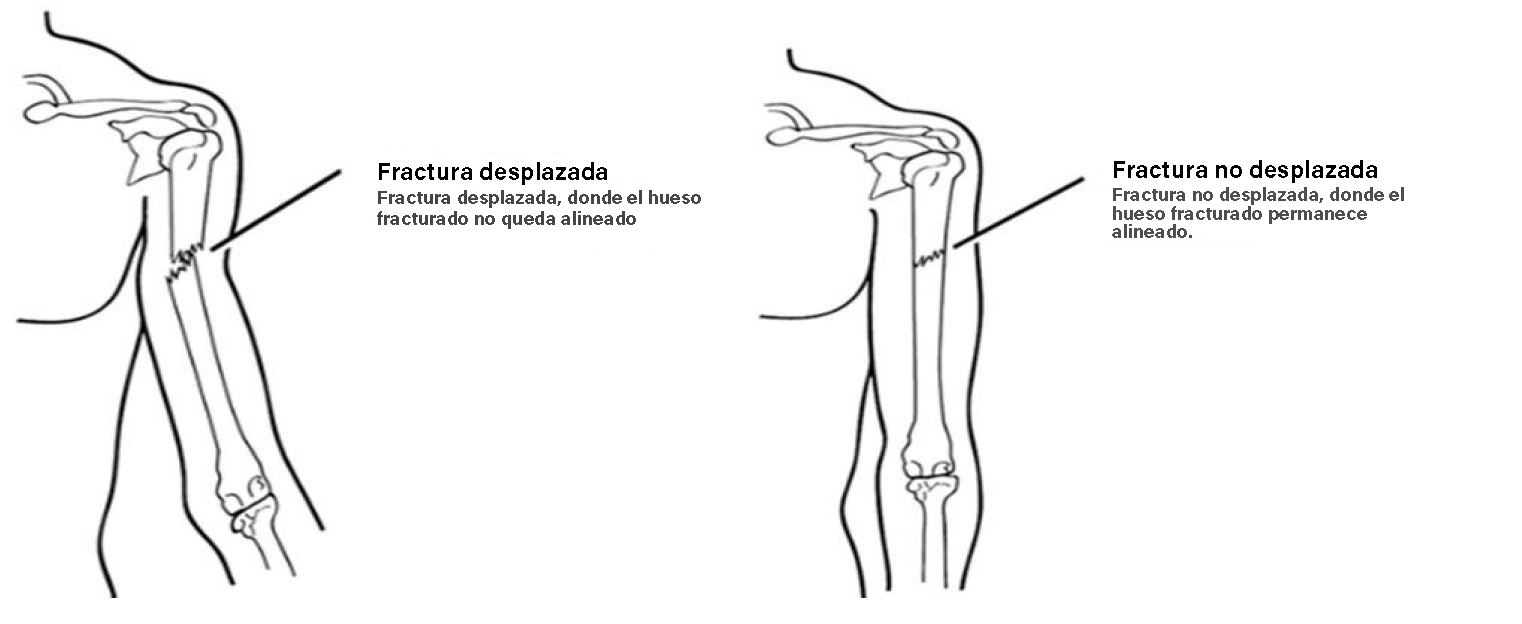 Fractura desplazada
Fractura desplazada, donde el hueso
fracturado no queda alineado
Fractura no desplazada
Fractura no desplazada, donde el
hueso fracturado permanece
alineado.